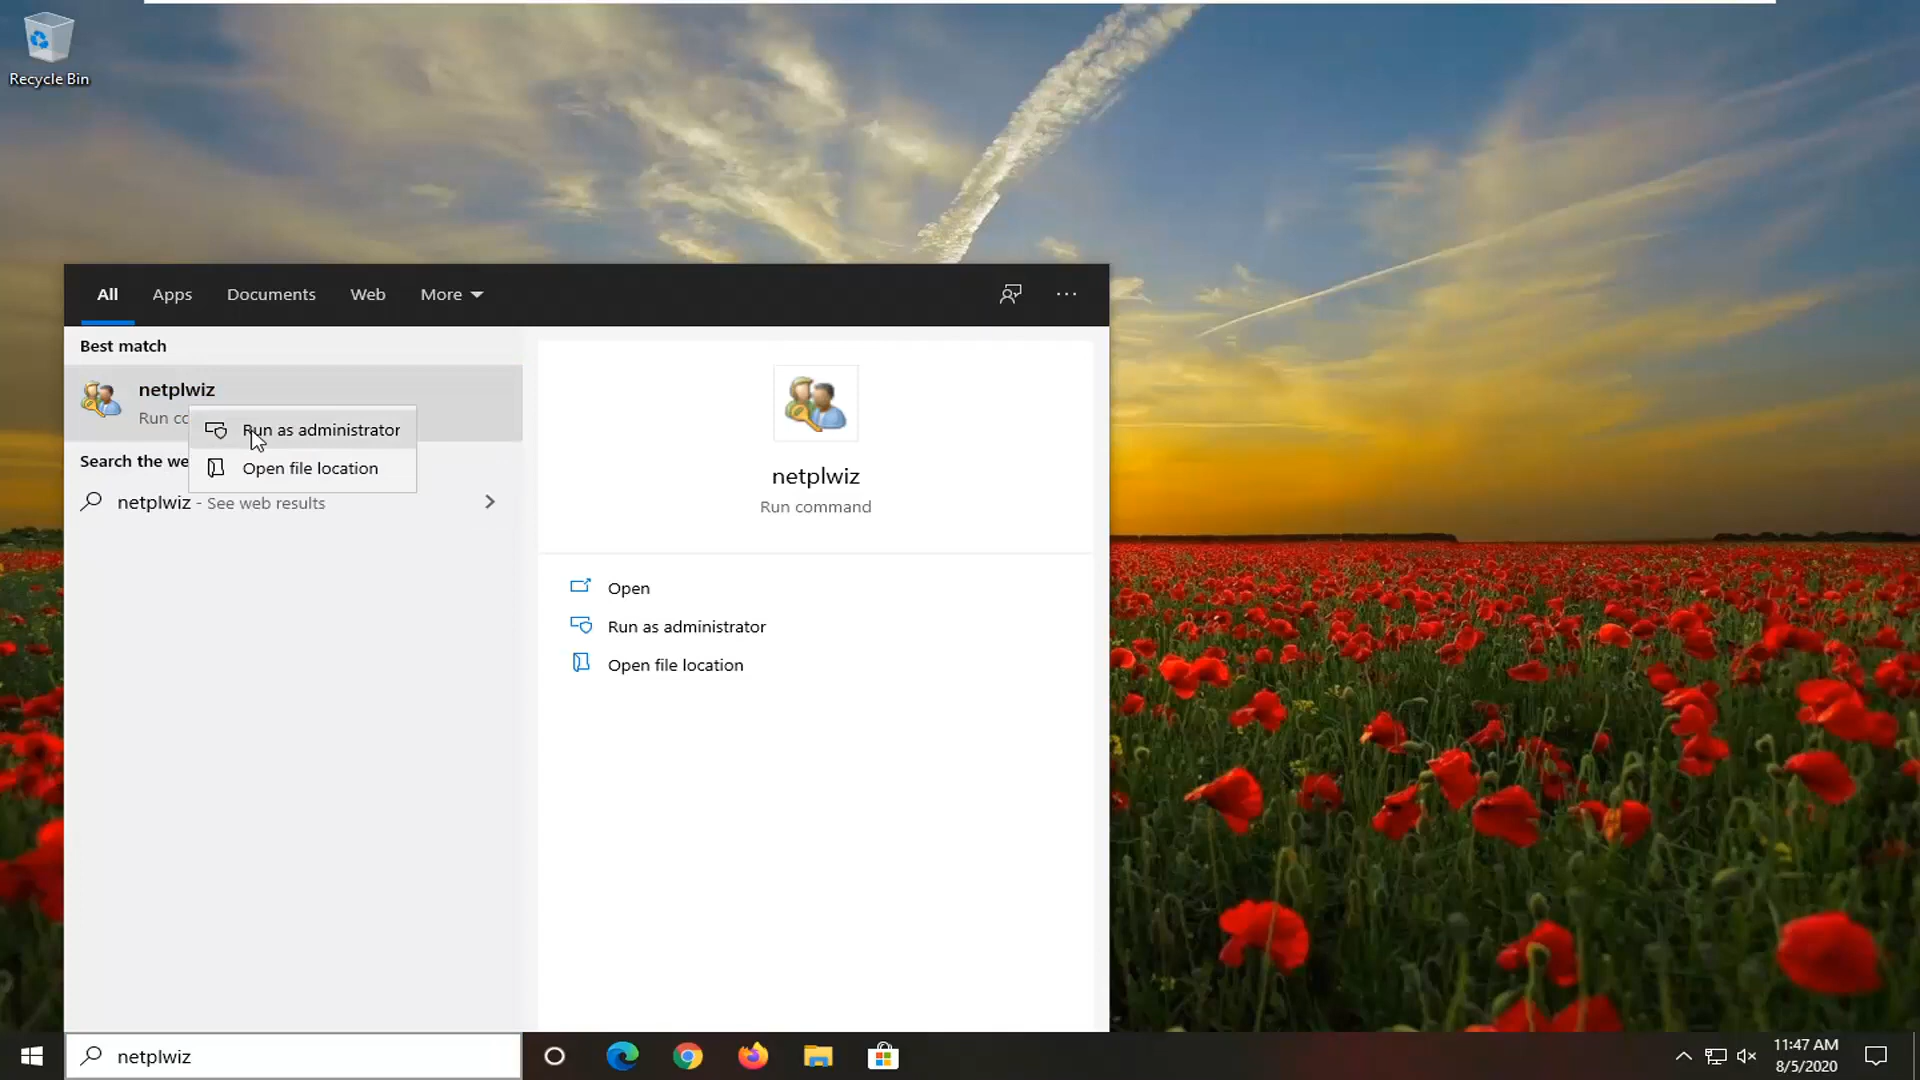 Recycle Bin
All Apps Documents Web More
Best match
netplwiz
Run co
Run as administrator
Open file location
Search the we
netplwiz - See web results
netplwiz
Run command
Open
Run as administrator
Open file location
netplwiz
11:47 AM
8/5/2020